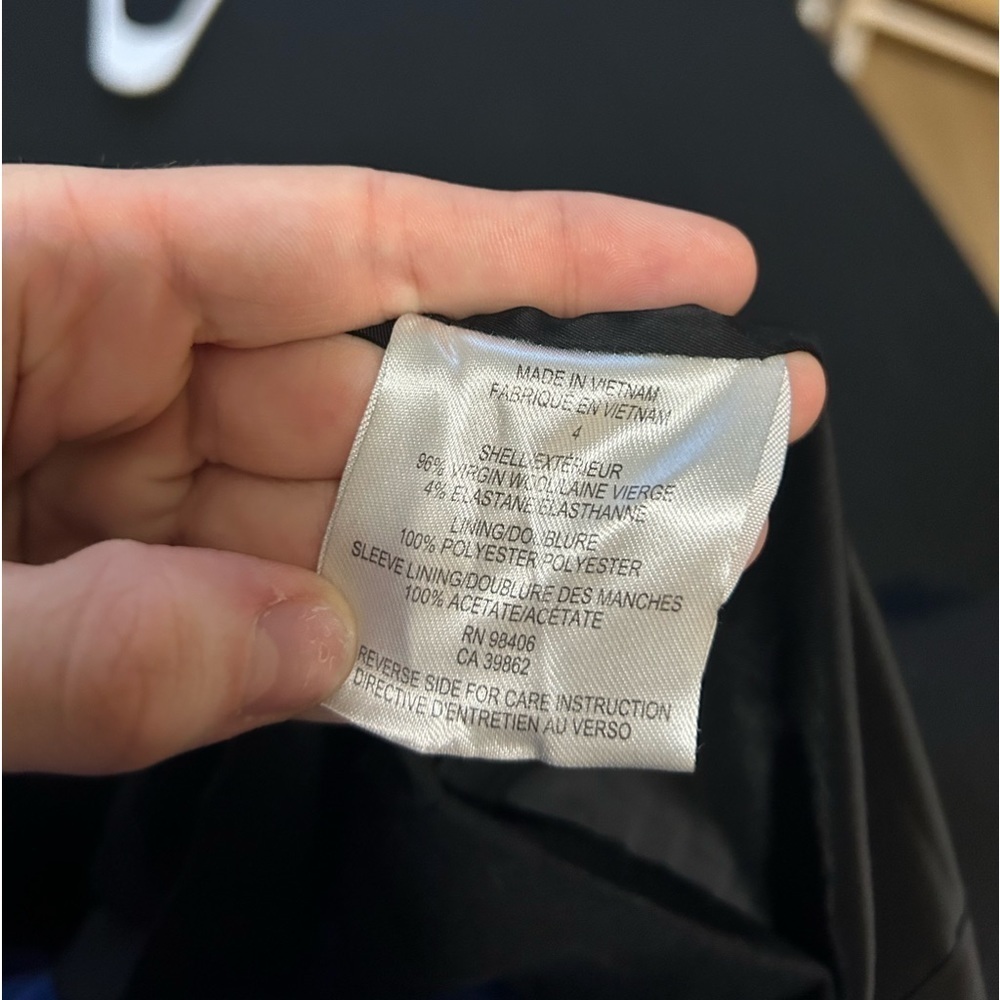 MADE IN VIETNAM
FABRIQUE EN VIETNAM
4
SHELL/EXTÉRIEUR
96% VIRGIN WOOL/LAINE VIERGE
4% ELASTANE/ÉLASTHANNE
LINING/DOUBLURE
100% POLYESTER/POLYESTER
SLEEVE LINING/DOUBLURE DES MANCHES
100% ACETATE/ACÉTATE
RN 98406
CA 39862
REVERSE SIDE FOR CARE INSTRUCTION
DIRECTIVE D'ENTRETIEN AU VERSO